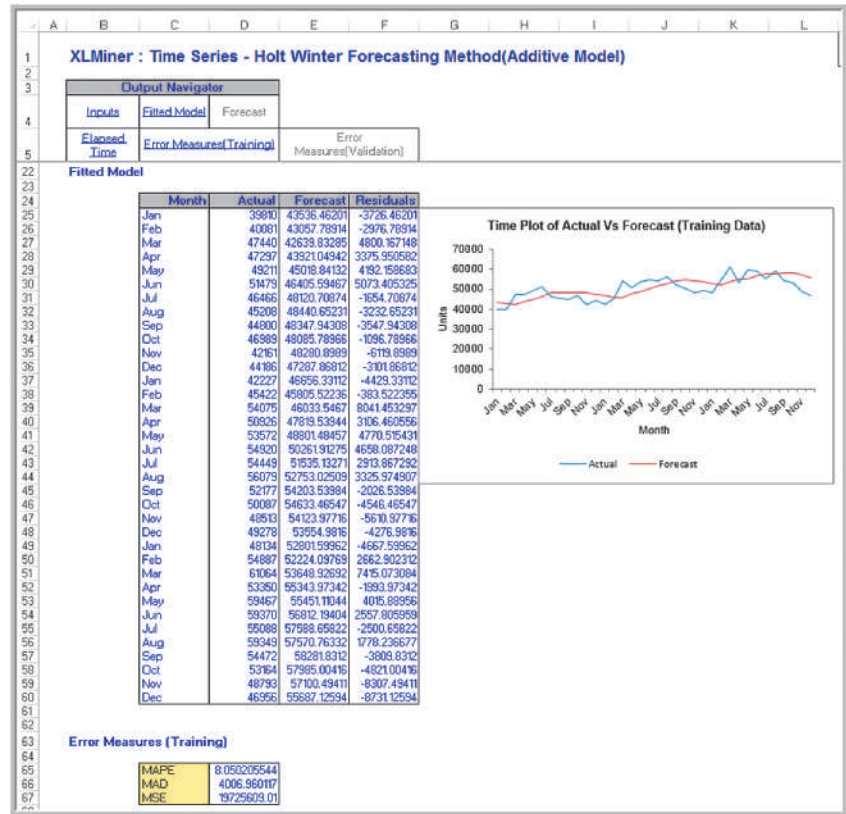 A B C D E F G H I J K L
1 XLMiner : Time Series - Holt Winter Forecasting Method(Additive Model)
2
3 Output Navigator
4 Inputs Fitted Model Forecast
5 Elapsed Time Error Measures(Training) Error Measures(Validation)
22 Fitted Model
23
24 Month Actual Forecast Residuals
25 Jan 39810 43536.46201 -3726.46201
26 Feb 40081 43057.78914 -2976.78914
27 Mar 47440 42639.83285 4800.167148
28 Apr 47297 43921.04942 3375.950582
29 May 49211 45018.84132 4192.158683
30 Jun 51479 46405.59467 5073.405325
31 Jul 46466 48120.70874 -1654.70874
32 Aug 45208 48440.65231 -3232.65231
33 Sep 44800 48347.94308 -3547.94308
34 Oct 46989 48085.78966 -1096.78966
35 Nov 42161 48280.8989 -6119.8989
36 Dec 44186 47287.86812 -3101.86812
37 Jan 42227 46656.33112 -4429.33112
38 Feb 45422 45805.52236 -383.522355
39 Mar 54075 46033.5467 8041.453297
40 Apr 50926 47819.53944 3106.460556
41 May 53572 48801.48457 4770.515431
42 Jun 54920 50261.91275 4658.087248
43 Jul 54449 51535.13271 2913.867292
44 Aug 56079 52753.02509 3325.974907
45 Sep 52177 54203.53984 -2026.53984
46 Oct 50087 54633.46547 -4546.46547
47 Nov 48513 54123.97716 -5610.97716
48 Dec 49278 53554.9816 -4276.9816
49 Jan 48134 52801.59962 -4667.59962
50 Feb 54887 52224.09769 2662.902312
51 Mar 61064 53648.92692 7415.073084
52 Apr 53350 55343.97342 -1993.97342
53 May 59467 55451.11044 4015.88956
54 Jun 59370 56812.19404 2557.805959
55 Jul 55088 57588.65822 -2500.65822
56 Aug 59349 57570.76332 1778.236677
57 Sep 54472 58281.8312 -3809.8312
58 Oct 53164 57985.00416 -4821.00416
59 Nov 48793 57100.49411 -8307.49411
60 Dec 46956 55687.12594 -8731.12594
61
62
63 Error Measures (Training)
64
65 MAPE 8.050205544
66 MAD 4006.960117
67 MSE 19725609.01
Time Plot of Actual Vs Forecast (Training Data)
70000
60000
50000
40000
30000
20000
10000
0
Units
Jan Mar May Jul Sep Nov Jan Mar May Jul Sep Nov Jan Mar May Jul Sep Nov
Month
Actual Forecast